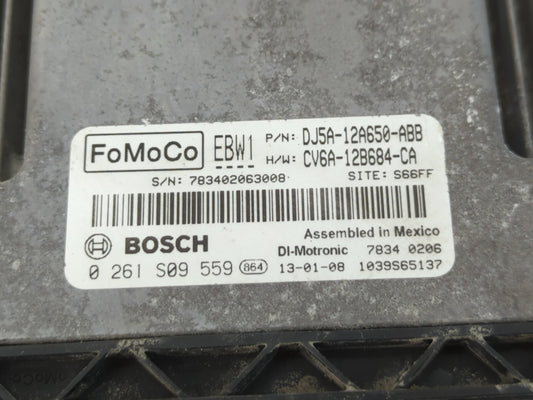 FoMoCo EBW1 P/N: DJ5A-12A650-ABB
H/W: CV6A-12B684-CA
S/N: 783402063008 SITE: S66FF
BOSCH Assembled in Mexico
DI-Motronic 7834 0206
0 261 S09 559 864 13-01-08 1039S65137
FoMoCo